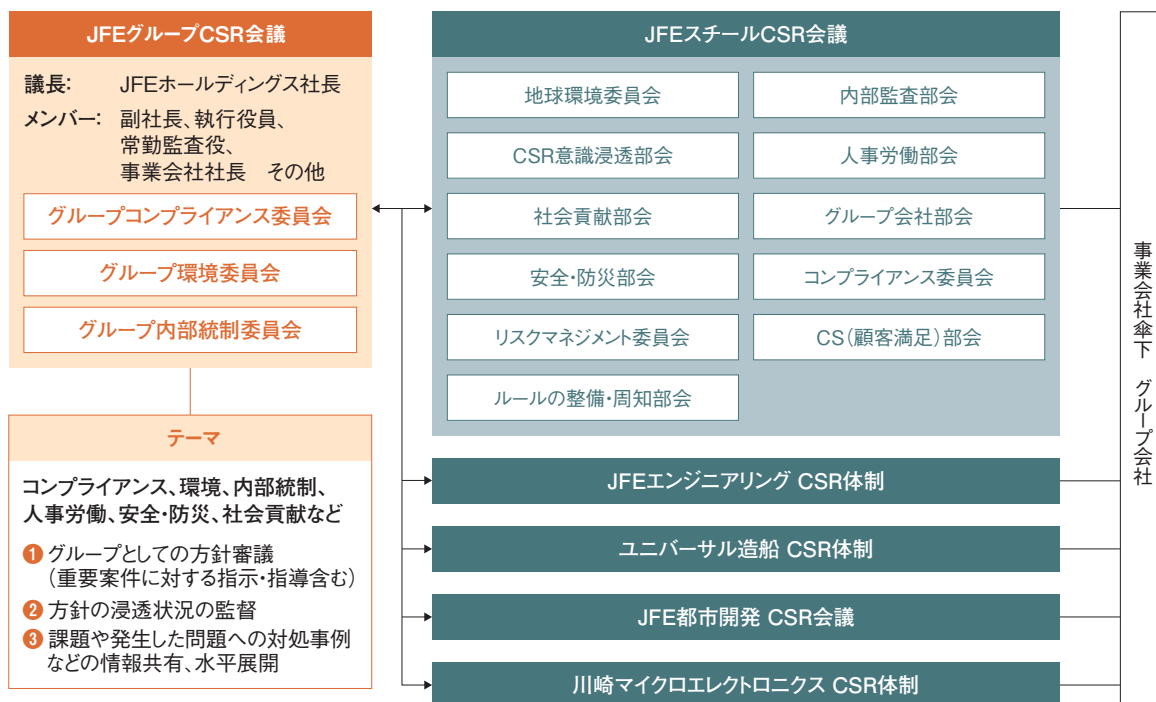 JFEグループCSR会議
議長: JFEホールディングス社長
メンバー: 副社長、執行役員、
常勤監査役、
事業会社社長　その他
グループコンプライアンス委員会
グループ環境委員会
グループ内部統制委員会
テーマ
コンプライアンス、環境、内部統制、
人事労働、安全・防災、社会貢献など
❶ グループとしての方針審議
（重要案件に対する指示・指導含む）
❷ 方針の浸透状況の監督
❸ 課題や発生した問題への対処事例
などの情報共有、水平展開
JFEスチールCSR会議
地球環境委員会
内部監査部会
CSR意識浸透部会
人事労働部会
社会貢献部会
グループ会社部会
安全・防災部会
コンプライアンス委員会
リスクマネジメント委員会
CS（顧客満足）部会
ルールの整備・周知部会
JFEエンジニアリング CSR体制
ユニバーサル造船 CSR体制
JFE都市開発 CSR会議
川崎マイクロエレクトロニクス CSR体制
事業会社傘下　グループ会社